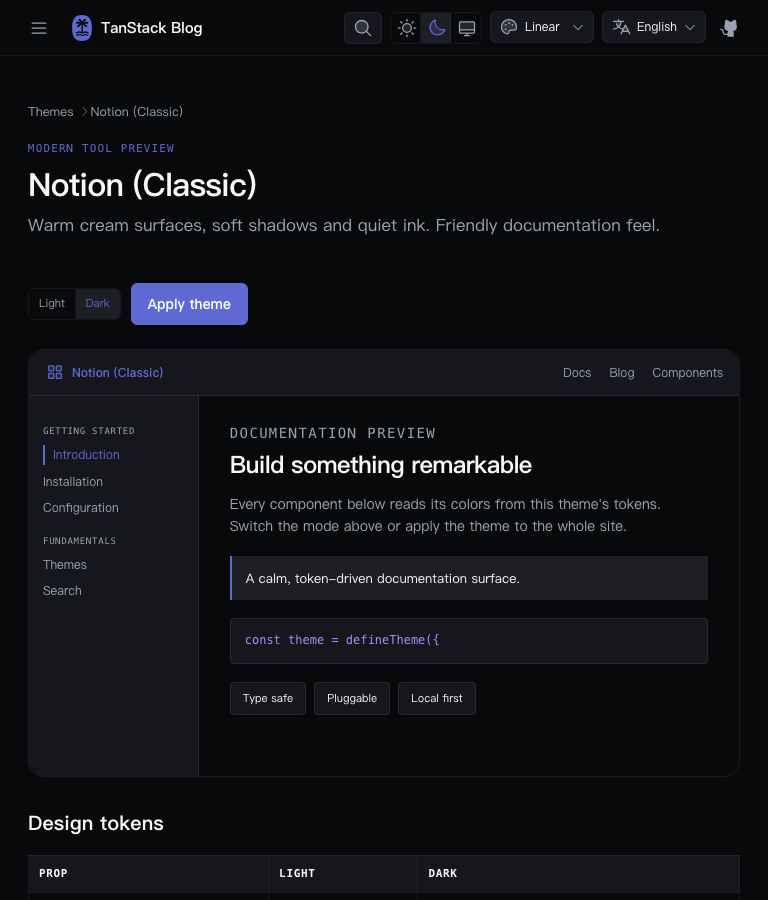 TanStack Blog
Linear
English
Themes
Notion (Classic)
MODERN TOOL PREVIEW
Notion (Classic)
Warm cream surfaces, soft shadows and quiet ink. Friendly documentation feel.
Light
Dark
Apply theme
Notion (Classic)
Docs
Blog
Components
GETTING STARTED
Introduction
Installation
Configuration
FUNDAMENTALS
Themes
Search
DOCUMENTATION PREVIEW
Build something remarkable
Every component below reads its colors from this theme's tokens.
Switch the mode above or apply the theme to the whole site.
A calm, token-driven documentation surface.
const theme = defineTheme({
Type safe
Pluggable
Local first
Design tokens
PROP
LIGHT
DARK